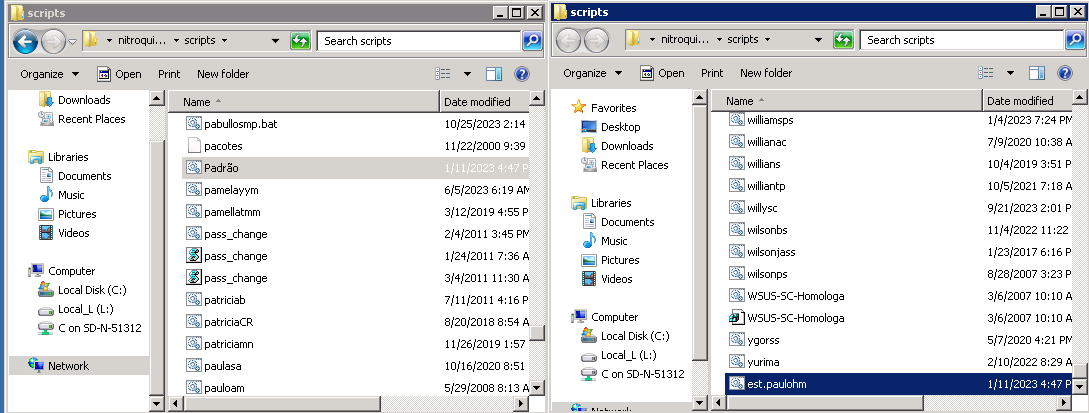 scripts
nitroqui... scripts
Search scripts
Organize Open Print New folder
Downloads
Recent Places
Libraries
Documents
Music
Pictures
Videos
Computer
Local Disk (C:)
Local_L (L:)
C on SD-N-51312
Network
Name Date modified
pabullosmp.bat 10/25/2023 2:14
pacotes 11/22/2000 9:39
Padrão 1/11/2023 4:47 P
pamelayym 6/5/2023 6:19 AM
pamellatmm 3/12/2019 4:55 P
pass_change 2/4/2011 3:45 PM
pass_change 1/24/2011 7:36 A
pass_change 3/4/2011 11:30 A
patriciab 7/11/2011 4:16 P
patriciaCR 8/20/2018 8:54 A
patriciamn 11/26/2019 1:57
paulasa 10/16/2020 8:51
pauloam 5/29/2008 8:13 A
scripts
nitroqui... scripts
Search scripts
Organize Open Print New folder
Favorites
Desktop
Downloads
Recent Places
Libraries
Documents
Music
Pictures
Videos
Computer
Local Disk (C:)
Local_L (L:)
C on SD-N-51312
Network
Name Date modified
williamsps 1/4/2023 7:24 PM
willianac 7/9/2020 10:38 A
willians 10/4/2019 3:51 P
williantp 10/5/2021 7:18 A
willysc 9/21/2023 2:01 P
wilsonbs 11/4/2022 11:22
wilsonjass 1/23/2017 6:16 P
wilsonps 8/28/2007 3:23 P
WSUS-SC-Homologa 3/6/2007 10:10 A
WSUS-SC-Homologa 3/6/2007 10:10 A
ygorss 5/7/2020 4:21 PM
yurima 2/10/2022 8:29 A
est.paulohm 1/11/2023 4:47 P